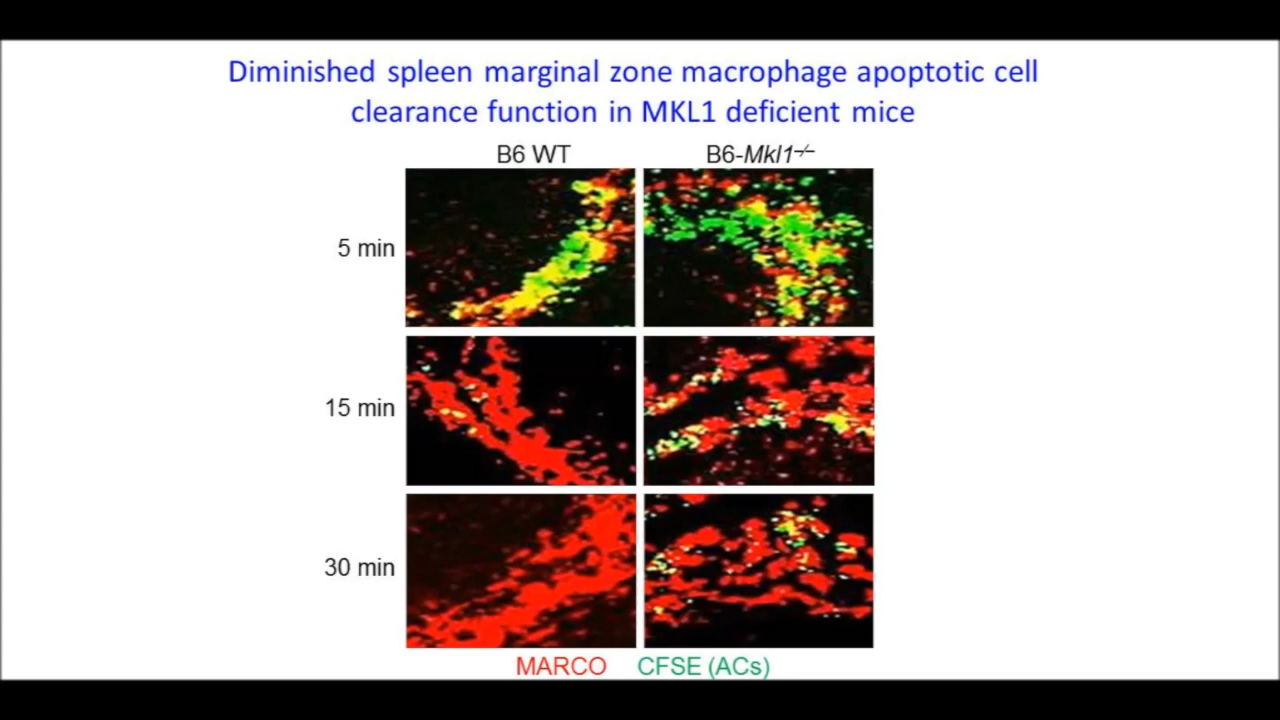 Diminished spleen marginal zone macrophage apoptotic cell
clearance function in MKL1 deficient mice
B6 WT B6-Mkl1⁻/⁻
5 min
15 min
30 min
MARCO CFSE (ACs)